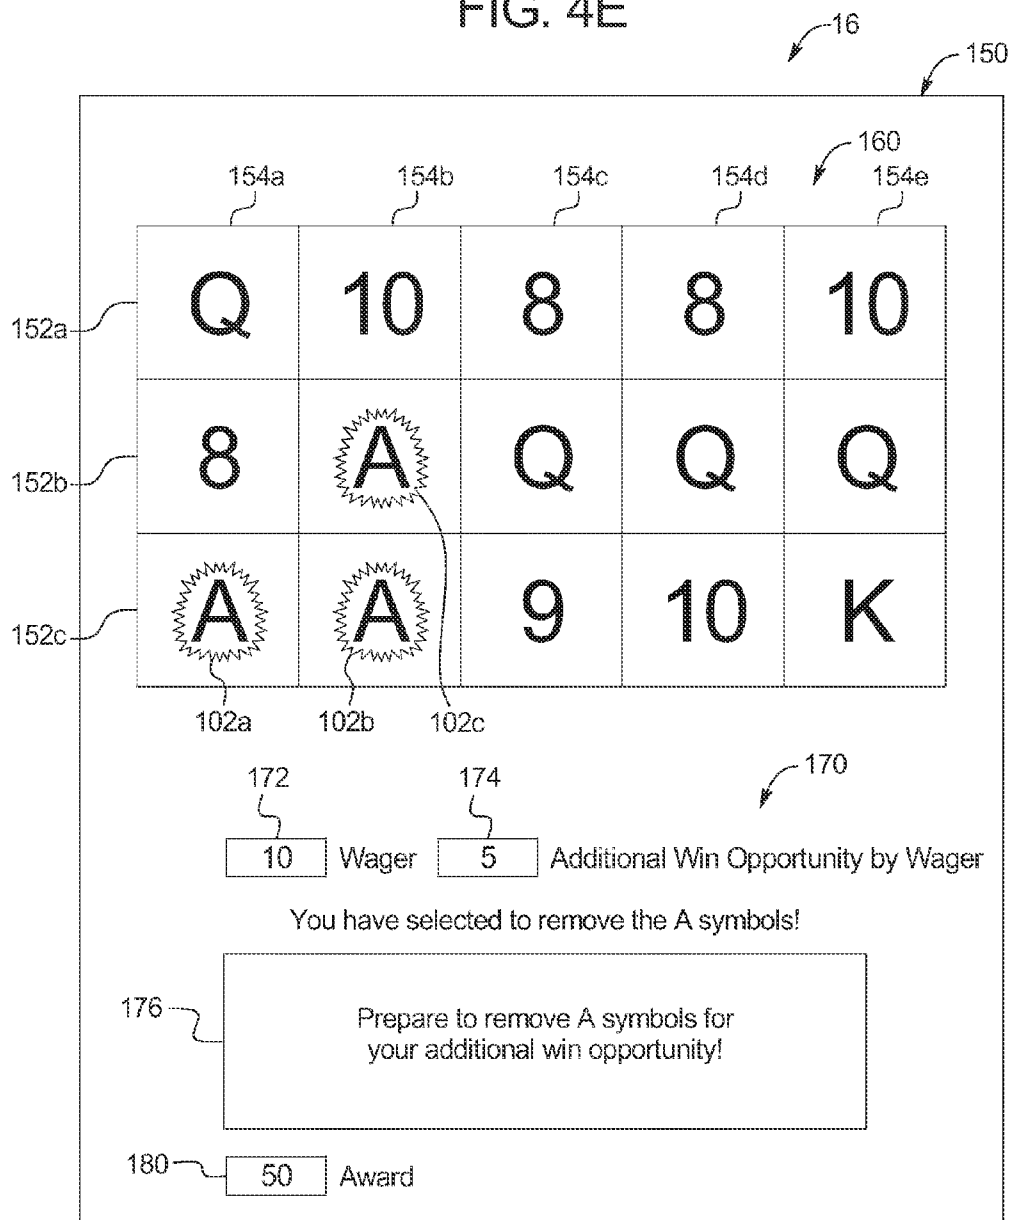 FIG. 4E
16
150
160
154a 154b 154c 154d 154e
152a Q 10 8 8 10
152b 8 A Q Q Q
152c A A 9 10 K
102a 102b 102c
172 174 170
10 Wager 5 Additional Win Opportunity by Wager
You have selected to remove the A symbols!
176 Prepare to remove A symbols for
your additional win opportunity!
180 50 Award